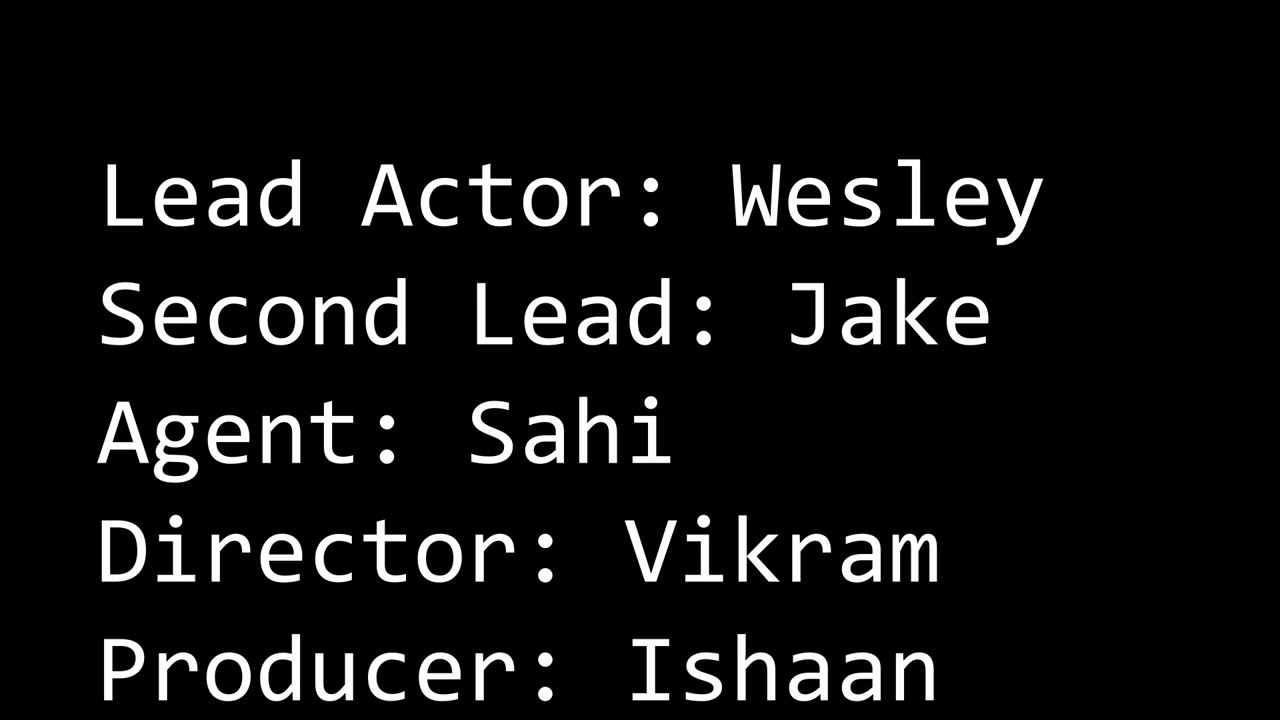 Lead Actor: Wesley
Second Lead: Jake
Agent: Sahi
Director: Vikram
Producer: Ishaan